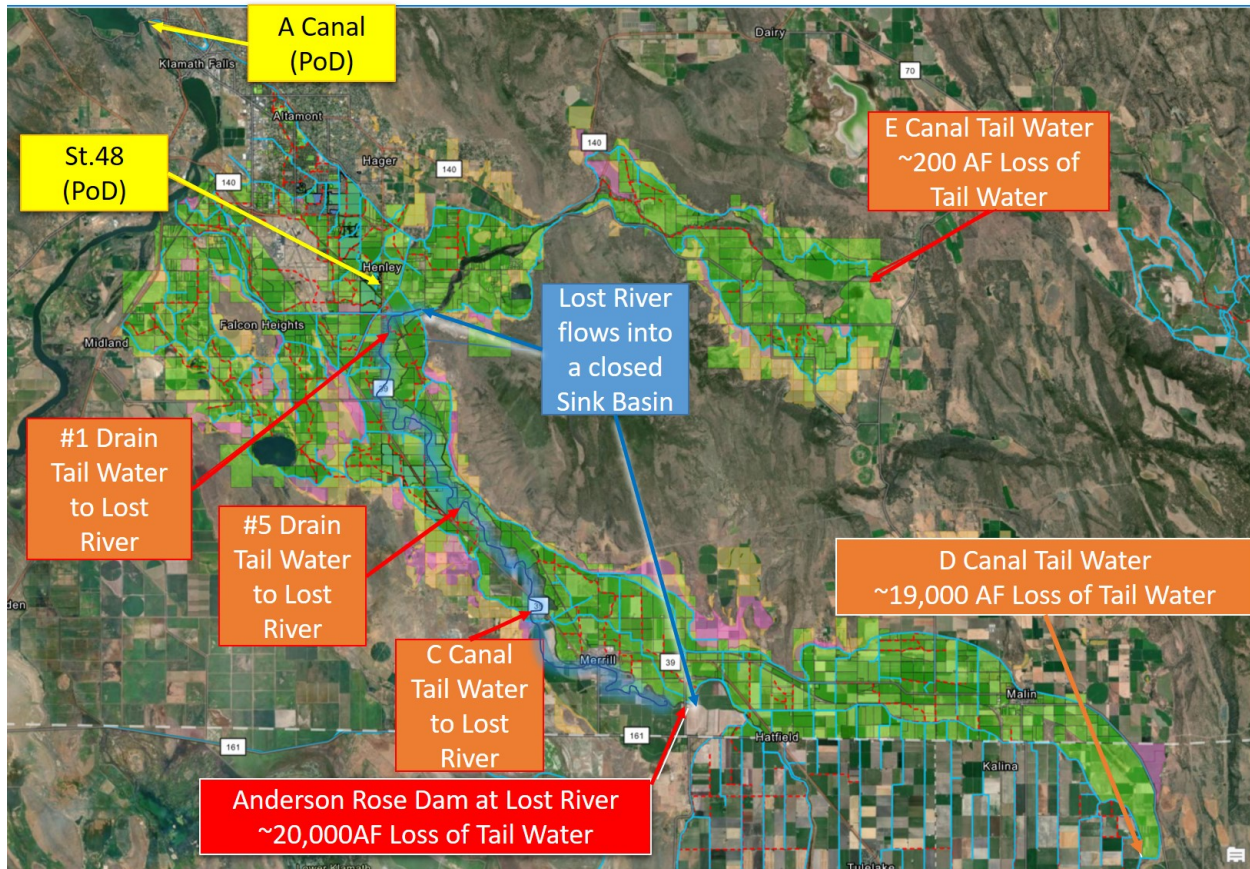 A Canal
(PoD)
Dairy
70
Klamath Falls
Altamont
E Canal Tail Water
~200 AF Loss of
Tail Water
St.48
(PoD)
Hager
140
140
140
Henley
Lost River
flows into
a closed
Sink Basin
Falcon Heights
Midland
39
#1 Drain
Tail Water
to Lost
River
#5 Drain
Tail Water
to Lost
River
D Canal Tail Water
~19,000 AF Loss of Tail Water
C Canal
Tail Water
to Lost
River
Merrill
39
Malin
161
161
Hatfield
Kalina
Anderson Rose Dam at Lost River
~20,000AF Loss of Tail Water
Lower Klamath
Tulelake